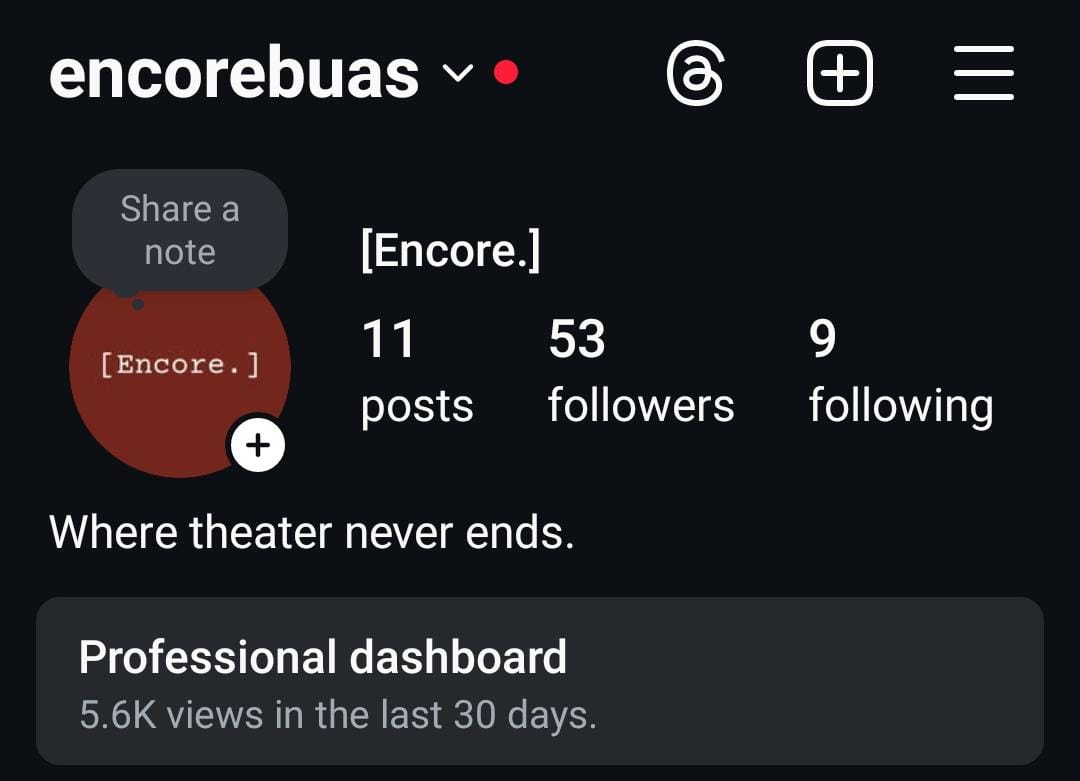 encorebuas
Share a
note
[Encore.]
[Encore.]
11
53
9
posts
followers
following
Where theater never ends.
Professional dashboard
5.6K views in the last 30 days.